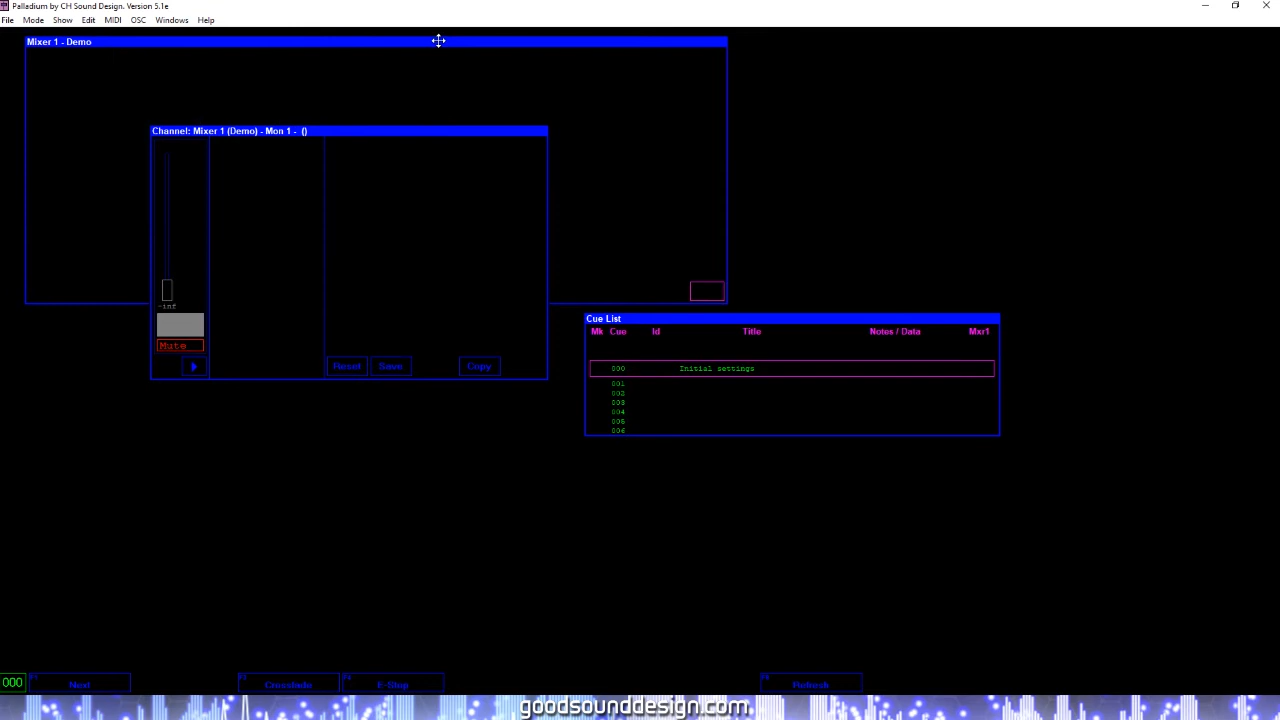 Palladium by CH Sound Design. Version 5.1e
File Mode Show Edit MIDI OSC Windows Help
Mixer 1 - Demo
Channel: Mixer 1 (Demo) - Mon 1 - ()
-inf
Mute
Reset Save Copy
Cue List
Mk Cue Id Title Notes / Data Mxr1
000 Initial settings
001
002
003
004
005
006
000 F1 Next Crossfade E-Stop Refresh
goodsounddesign.com